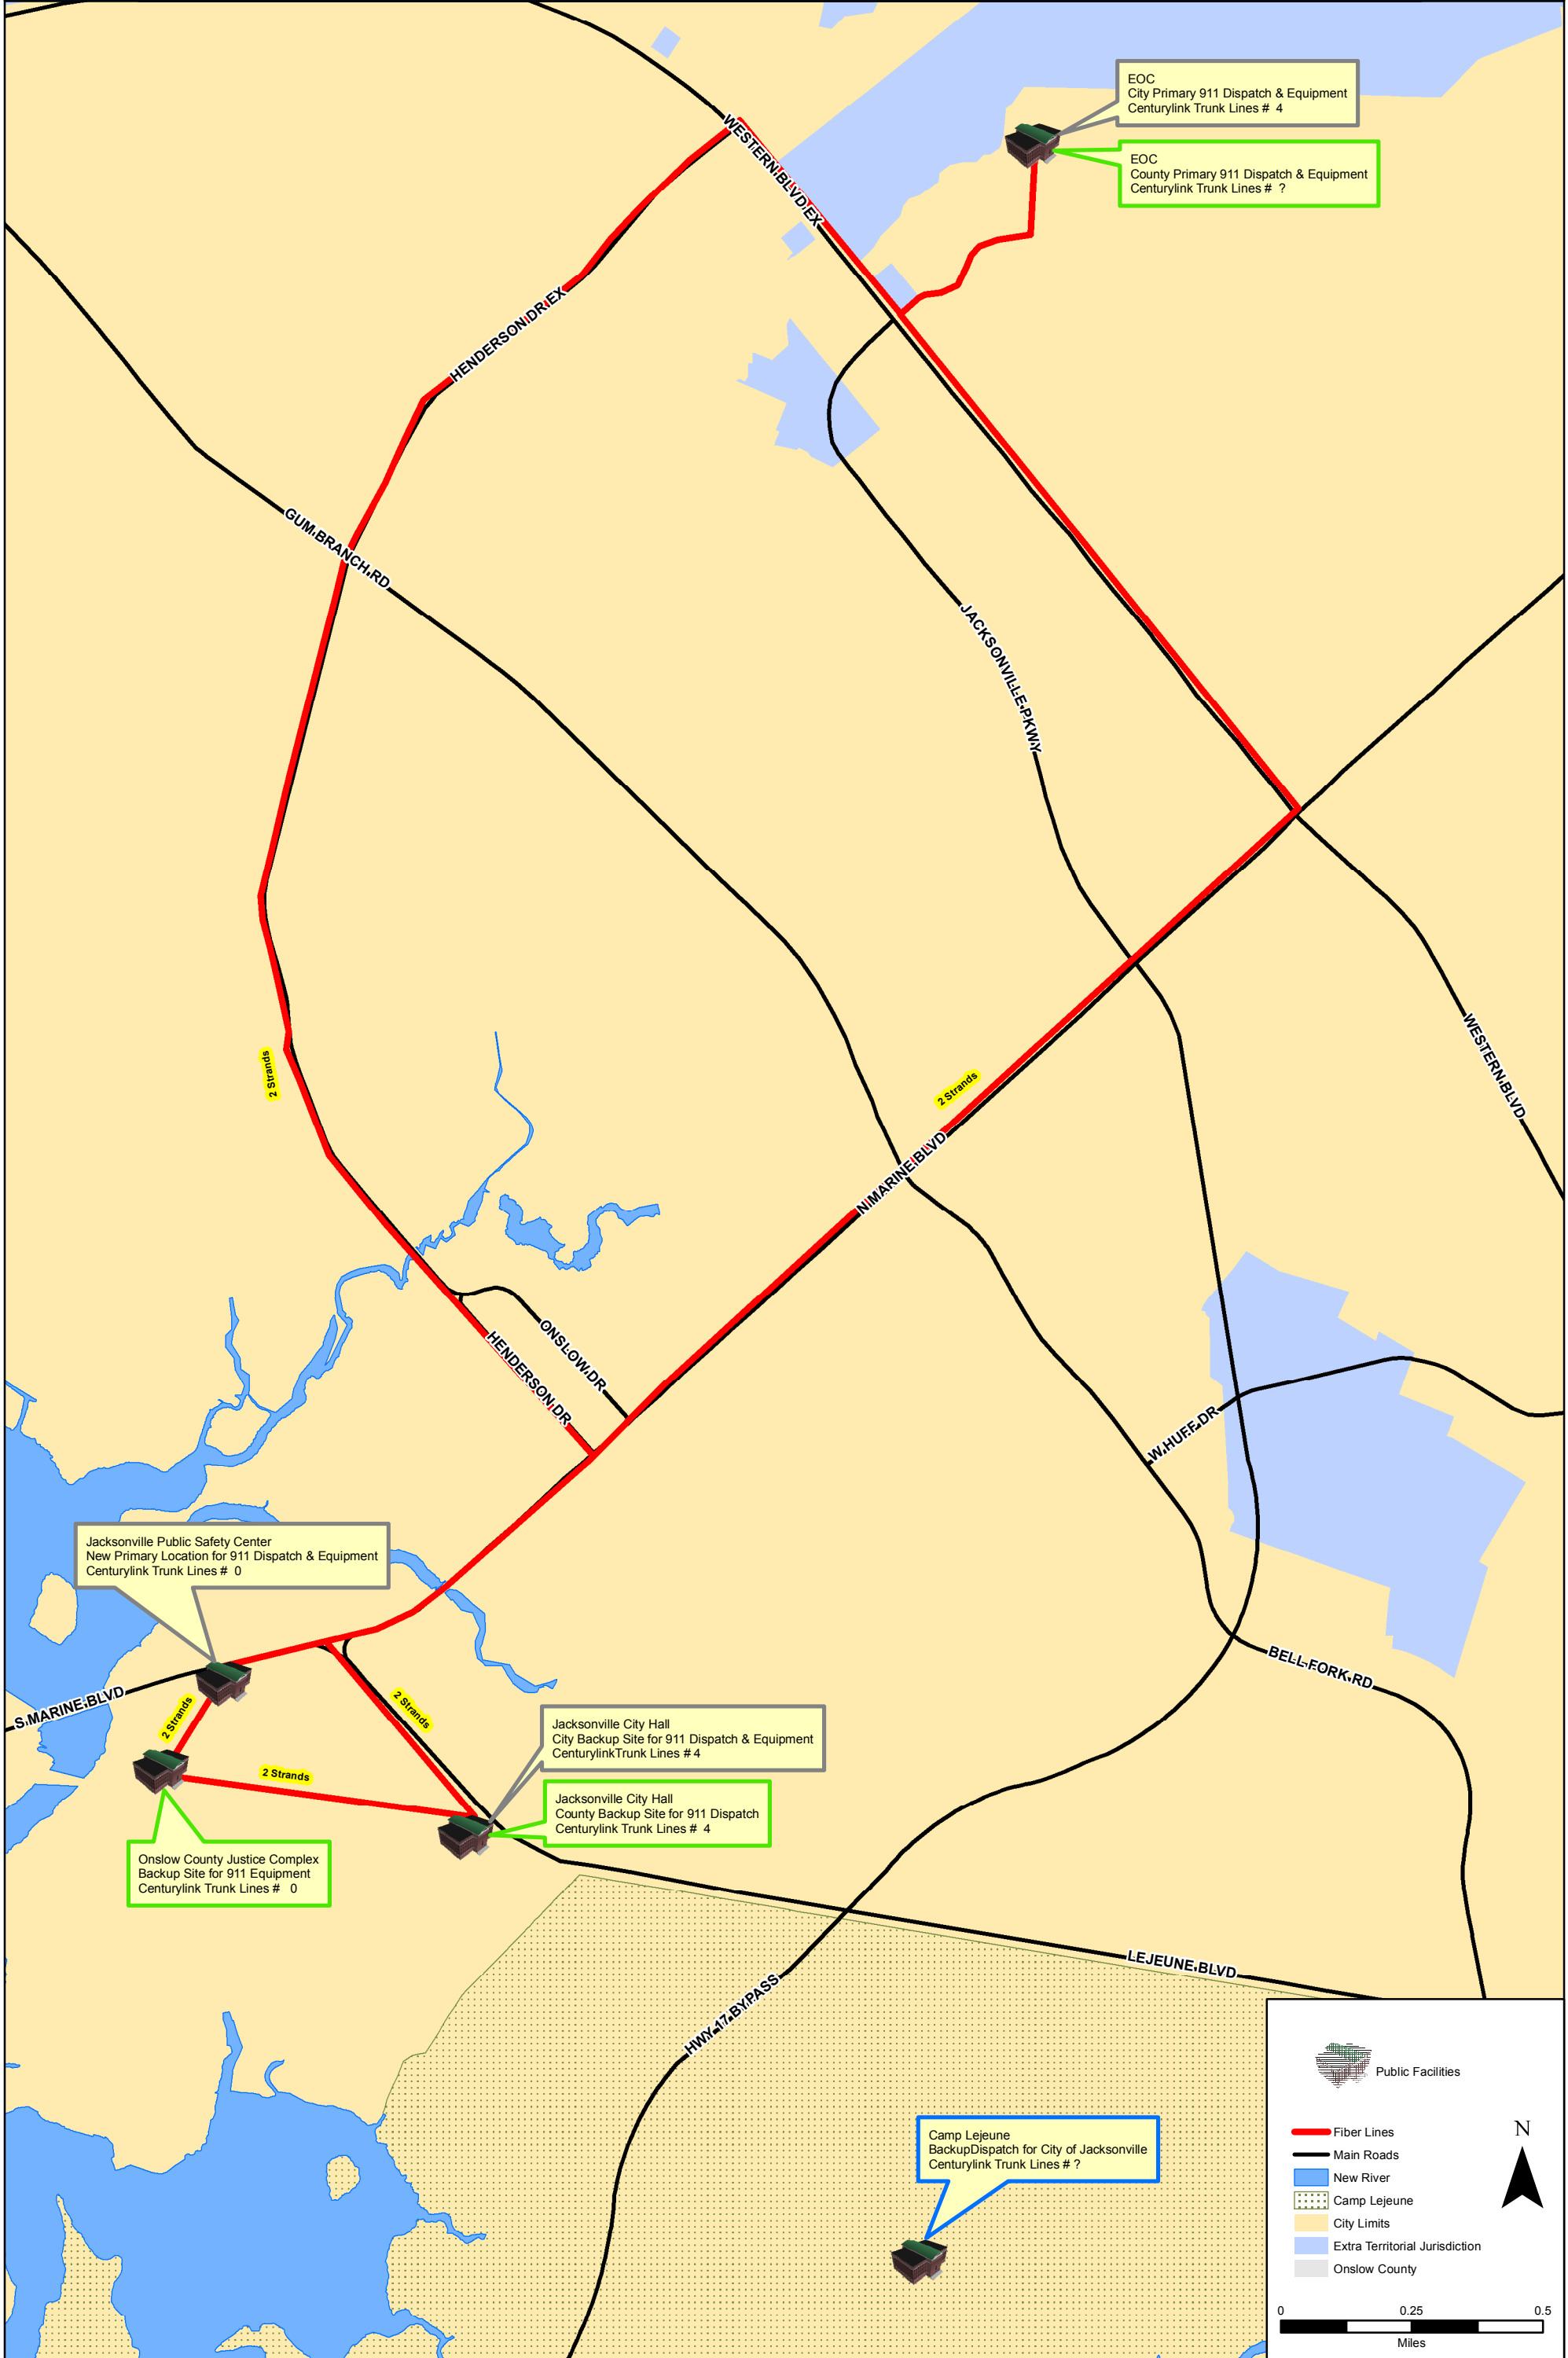 EOC
City Primary 911 Dispatch & Equipment
Centurylink Trunk Lines # 4
EOC
County Primary 911 Dispatch & Equipment
Centurylink Trunk Lines # ?
WESTERN BLVD EX
HENDERSON DR EX
GUM BRANCH RD
JACKSONVILLE PKWY
WESTERN BLVD
2 Strands
2 Strands
N MARINE BLVD
ONSLOW DR
HENDERSON DR
W HUFF DR
Jacksonville Public Safety Center
New Primary Location for 911 Dispatch & Equipment
Centurylink Trunk Lines # 0
BELL FORK RD
S MARINE BLVD
2 Strands
2 Strands
2 Strands
Jacksonville City Hall
City Backup Site for 911 Dispatch & Equipment
CenturylinkTrunk Lines # 4
Jacksonville City Hall
County Backup Site for 911 Dispatch
Centurylink Trunk Lines # 4
Onslow County Justice Complex
Backup Site for 911 Equipment
Centurylink Trunk Lines # 0
LEJEUNE BLVD
HWY 17 BYPASS
Camp Lejeune
BackupDispatch for City of Jacksonville
Centurylink Trunk Lines # ?
Public Facilities
Fiber Lines
Main Roads
New River
Camp Lejeune
City Limits
Extra Territorial Jurisdiction
Onslow County
N
0 0.25 0.5
Miles